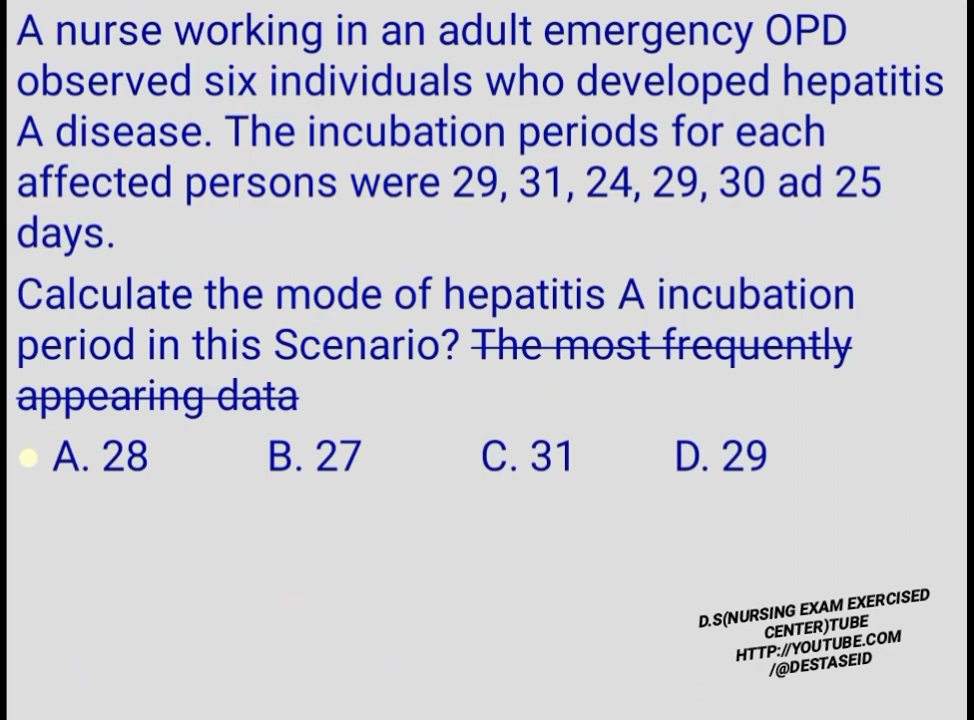 A nurse working in an adult emergency OPD
observed six individuals who developed hepatitis
A disease. The incubation periods for each
affected persons were 29, 31, 24, 29, 30 ad 25
days.
Calculate the mode of hepatitis A incubation
period in this Scenario? The most frequently
appearing data
A. 28 B. 27 C. 31 D. 29
D.S(NURSING EXAM EXERCISED
CENTER)TUBE
HTTP://YOUTUBE.COM
/@DESTASEID